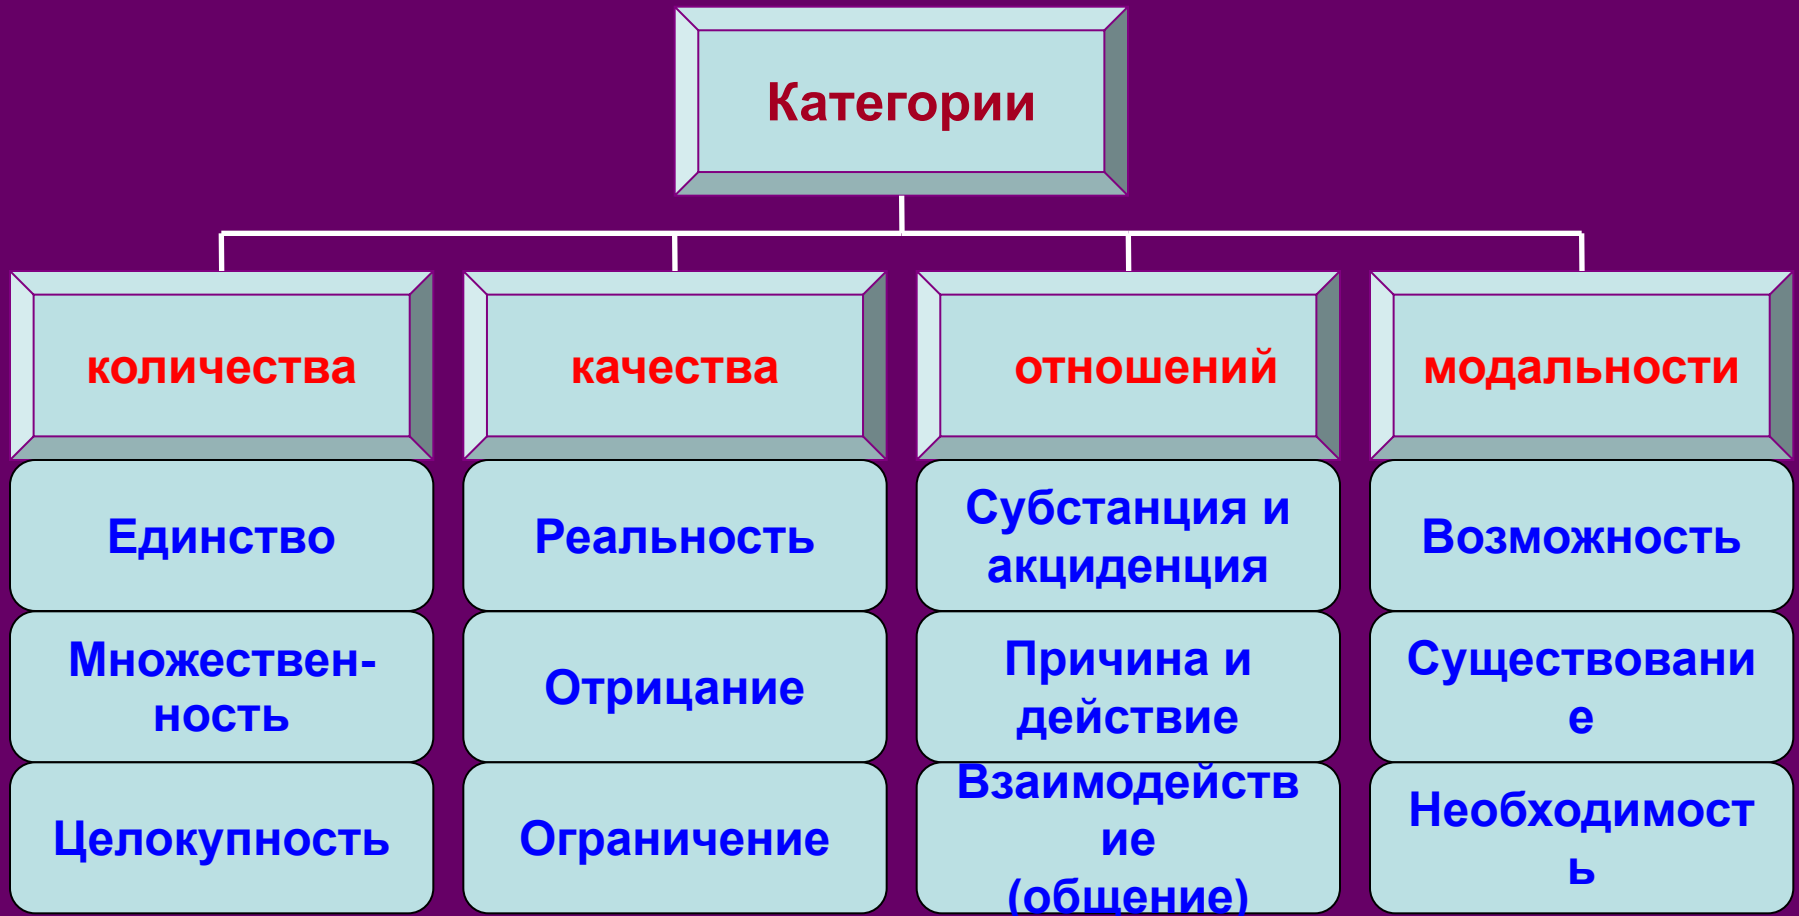 Категории
количества
качества
отношений
модальности
Единство
Реальность
Субстанция и
акциденция
Возможность
Множествен-
ность
Отрицание
Причина и
действие
Существовани
е
Целокупность
Ограничение
Взаимодейств
ие
(общение)
Необходимост
ь